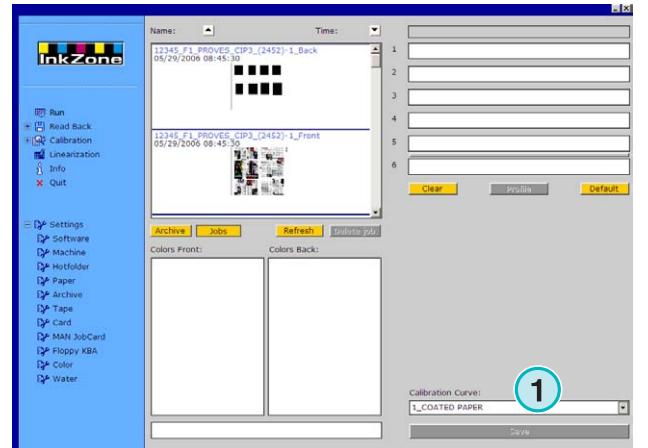 InkZone
Run
Read Back
Calibration
Linearization
Info
Quit
Settings
Software
Machine
Hotfolder
Paper
Archive
Tape
Card
MAN JobCard
Floppy KBA
Color
Water
Name:
Time:
12345_F1_PROVES_CIP3_(2452)-1_Back
05/29/2006 08:45:30
12345_F1_PROVES_CIP3_(2452)-1_Front
05/29/2006 08:45:30
Archive
Jobs
Refresh
Delete job
Colors Front:
Colors Back:
1
2
3
4
5
6
Clear
Profile
Default
Calibration Curve:
1
1_COATED PAPER
Save